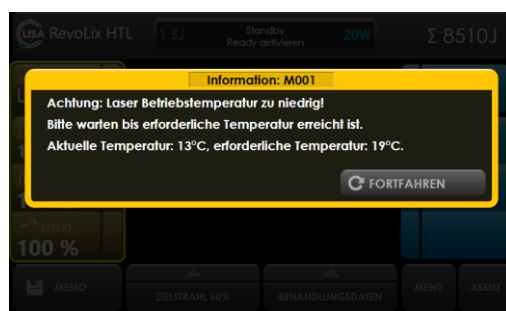 LISA RevoLix HTL
1.5J
Standby
Ready aktivieren
20W
Σ 8510J
Information: M001
Achtung: Laser Betriebstemperatur zu niedrig!
Bitte warten bis erforderliche Temperatur erreicht ist.
Aktuelle Temperatur: 13°C, erforderliche Temperatur: 19°C.
FORTFAHREN
EFFEKT
100 %
MEMO
ZIELSTRAHL 60%
BEHANDLUNGSDATEN
MENÜ
ASSIST